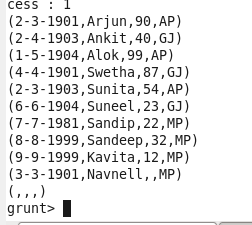 cess : 1
(2-3-1901,Arjun,90,AP)
(2-4-1903,Ankit,40,GJ)
(1-5-1904,Alok,99,AP)
(4-4-1901,Swetha,87,GJ)
(2-3-1903,Sunita,54,AP)
(6-6-1904,Suneel,23,GJ)
(7-7-1981,Sandip,22,MP)
(8-8-1999,Sandeep,32,MP)
(9-9-1999,Kavita,12,MP)
(3-3-1901,Navnell,,MP)
(,,,)
grunt>